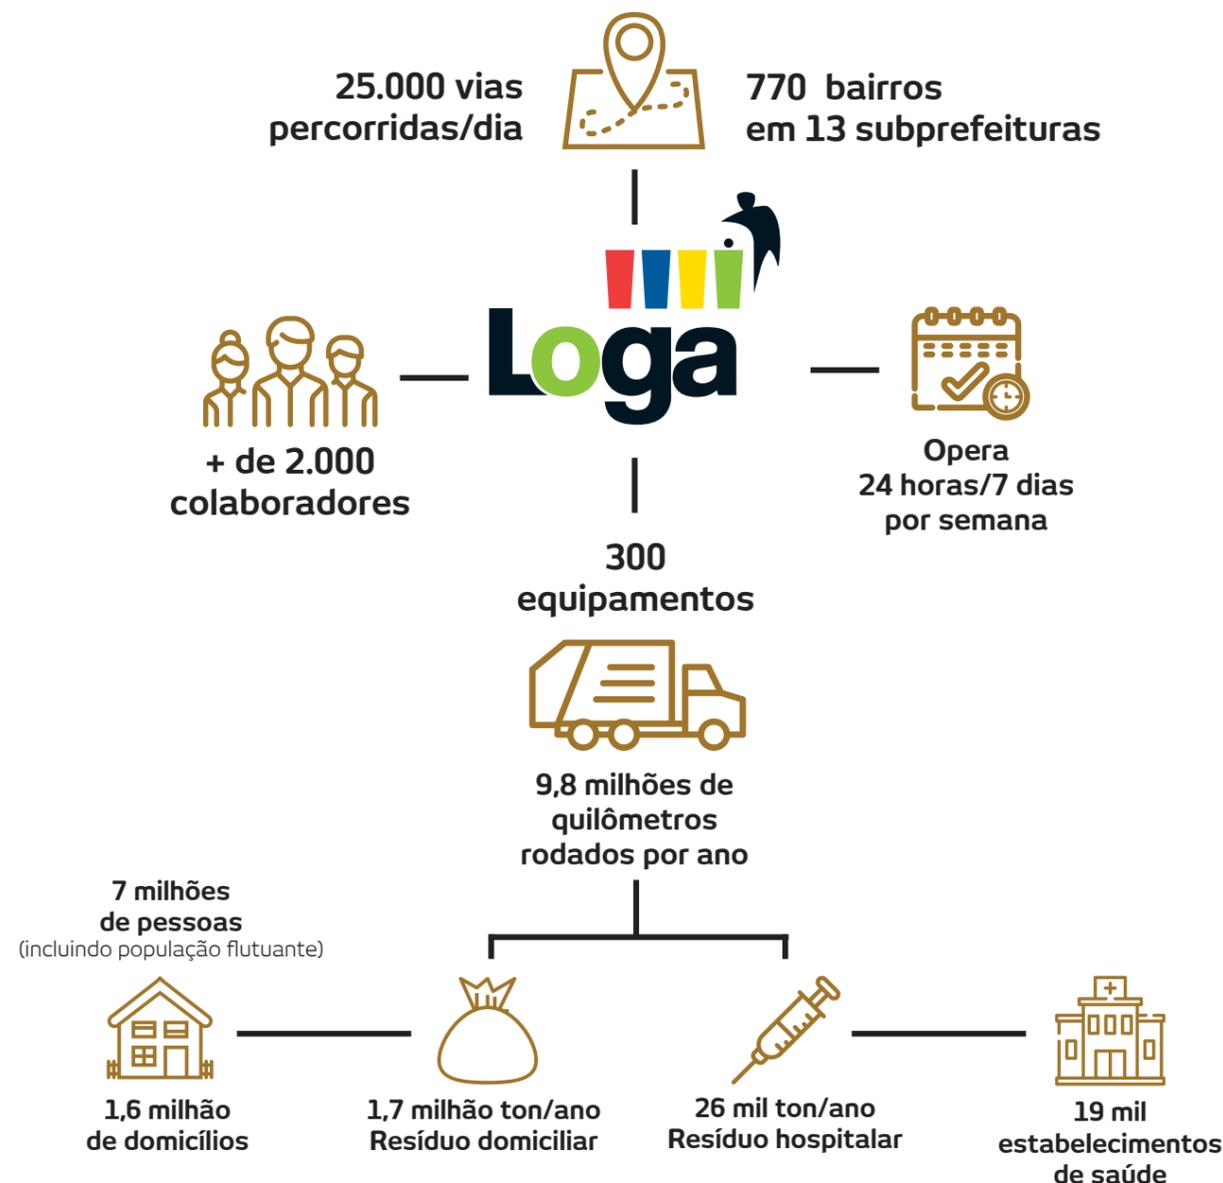 25.000 vias
percorridas/dia
770 bairros
em 13 subprefeituras
Loga
+ de 2.000
colaboradores
Opera
24 horas/7 dias
por semana
300
equipamentos
9,8 milhões de
quilômetros
rodados por ano
7 milhões
de pessoas
(incluindo população flutuante)
1,6 milhão
de domicílios
1,7 milhão ton/ano
Resíduo domiciliar
26 mil ton/ano
Resíduo hospitalar
19 mil
estabelecimentos
de saúde